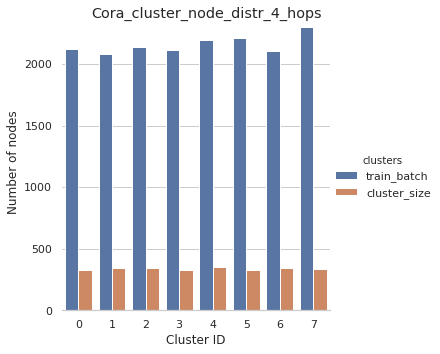 Cora_cluster_node_distr_4_hops
Number of nodes
2000
1500
1000
500
0
0 1 2 3 4 5 6 7
Cluster ID
clusters
train_batch
cluster_size